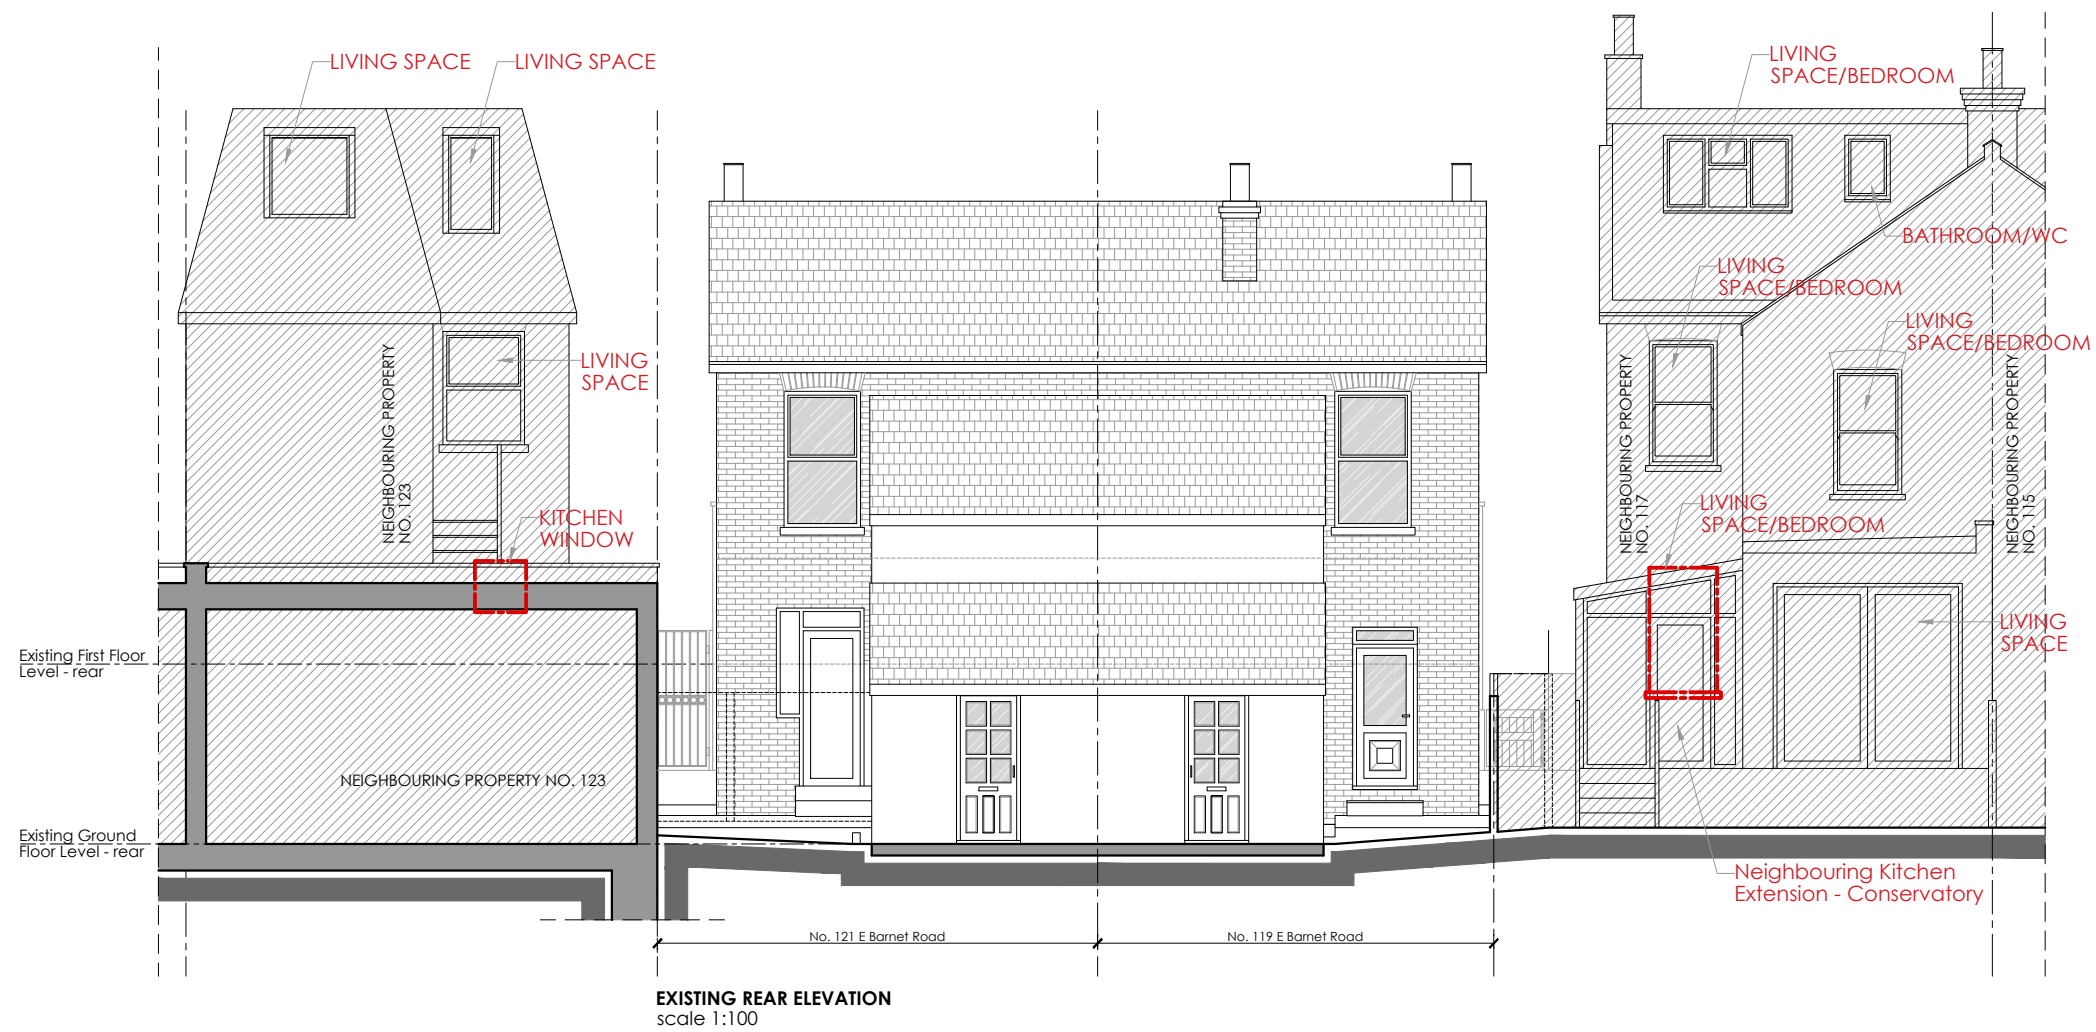 LIVING SPACE
LIVING SPACE
LIVING
SPACE/BEDROOM
BATHROOM/WC
LIVING
SPACE/BEDROOM
LIVING
SPACE/BEDROOM
LIVING
SPACE
NEIGHBOURING PROPERTY
NO. 123
NEIGHBOURING PROPERTY
NO. 117
NEIGHBOURING PROPERTY
NO. 115
KITCHEN
WINDOW
LIVING
SPACE/BEDROOM
LIVING
SPACE
Existing First Floor
Level - rear
NEIGHBOURING PROPERTY NO. 123
Existing Ground
Floor Level - rear
Neighbouring Kitchen
Extension - Conservatory
No. 121 E Barnet Road
No. 119 E Barnet Road
EXISTING REAR ELEVATION
scale 1:100